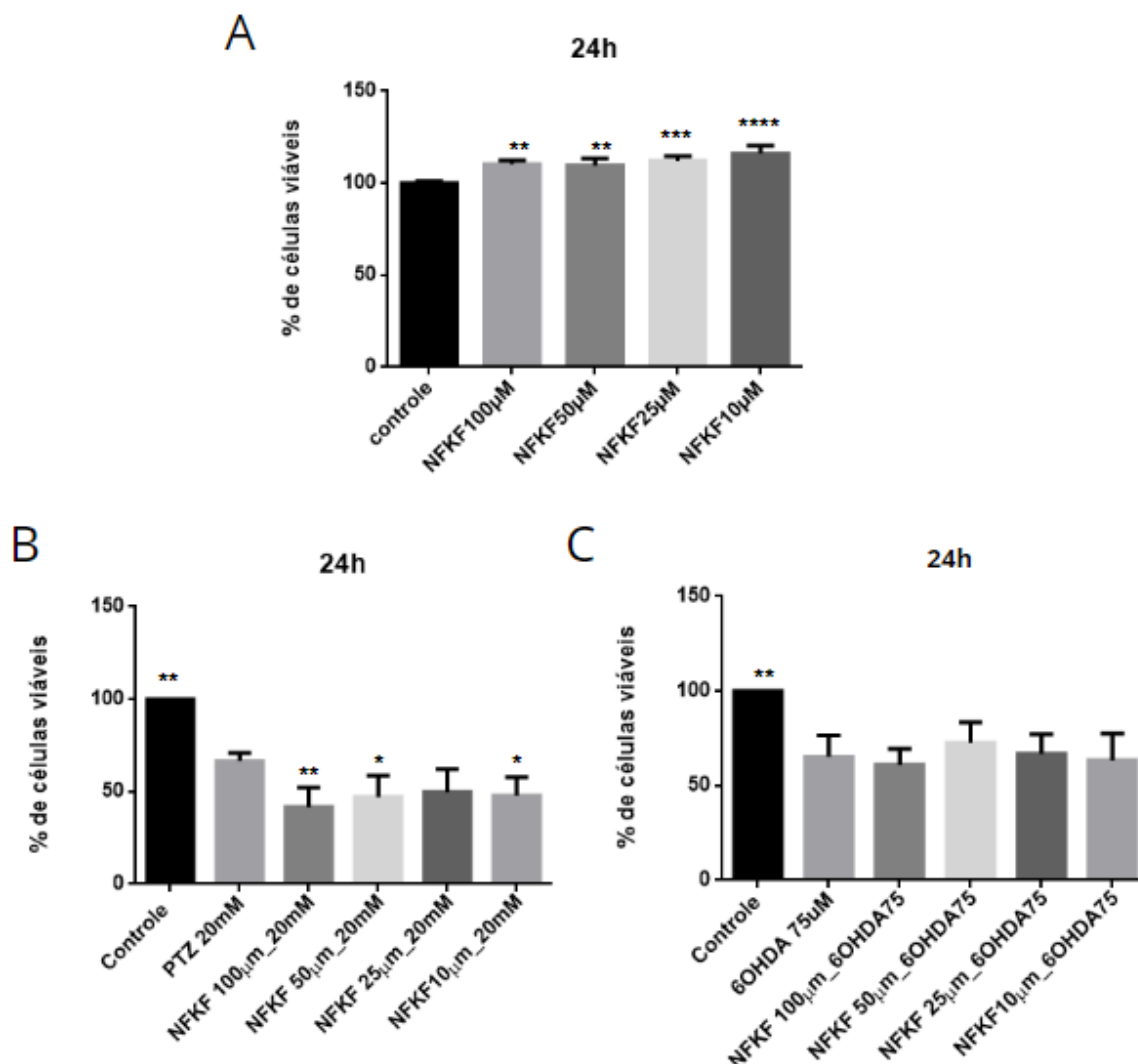 A
24h
% de células viáveis
150
100
50
0
**
**
***
****
controle
NFKF100µM
NFKF50µM
NFKF25µM
NFKF10µM
B
24h
% de células viáveis
150
100
50
0
**
**
*
*
Controle
PTZ 20mM
NFKF 100µm_20mM
NFKF 50µm_20mM
NFKF 25µm_20mM
NFKF10µm_20mM
C
24h
% de células viáveis
150
100
50
0
**
Controle
6OHDA 75uM
NFKF 100µm_6OHDA75
NFKF 50µm_6OHDA75
NFKF 25µm_6OHDA75
NFKF10µm_6OHDA75